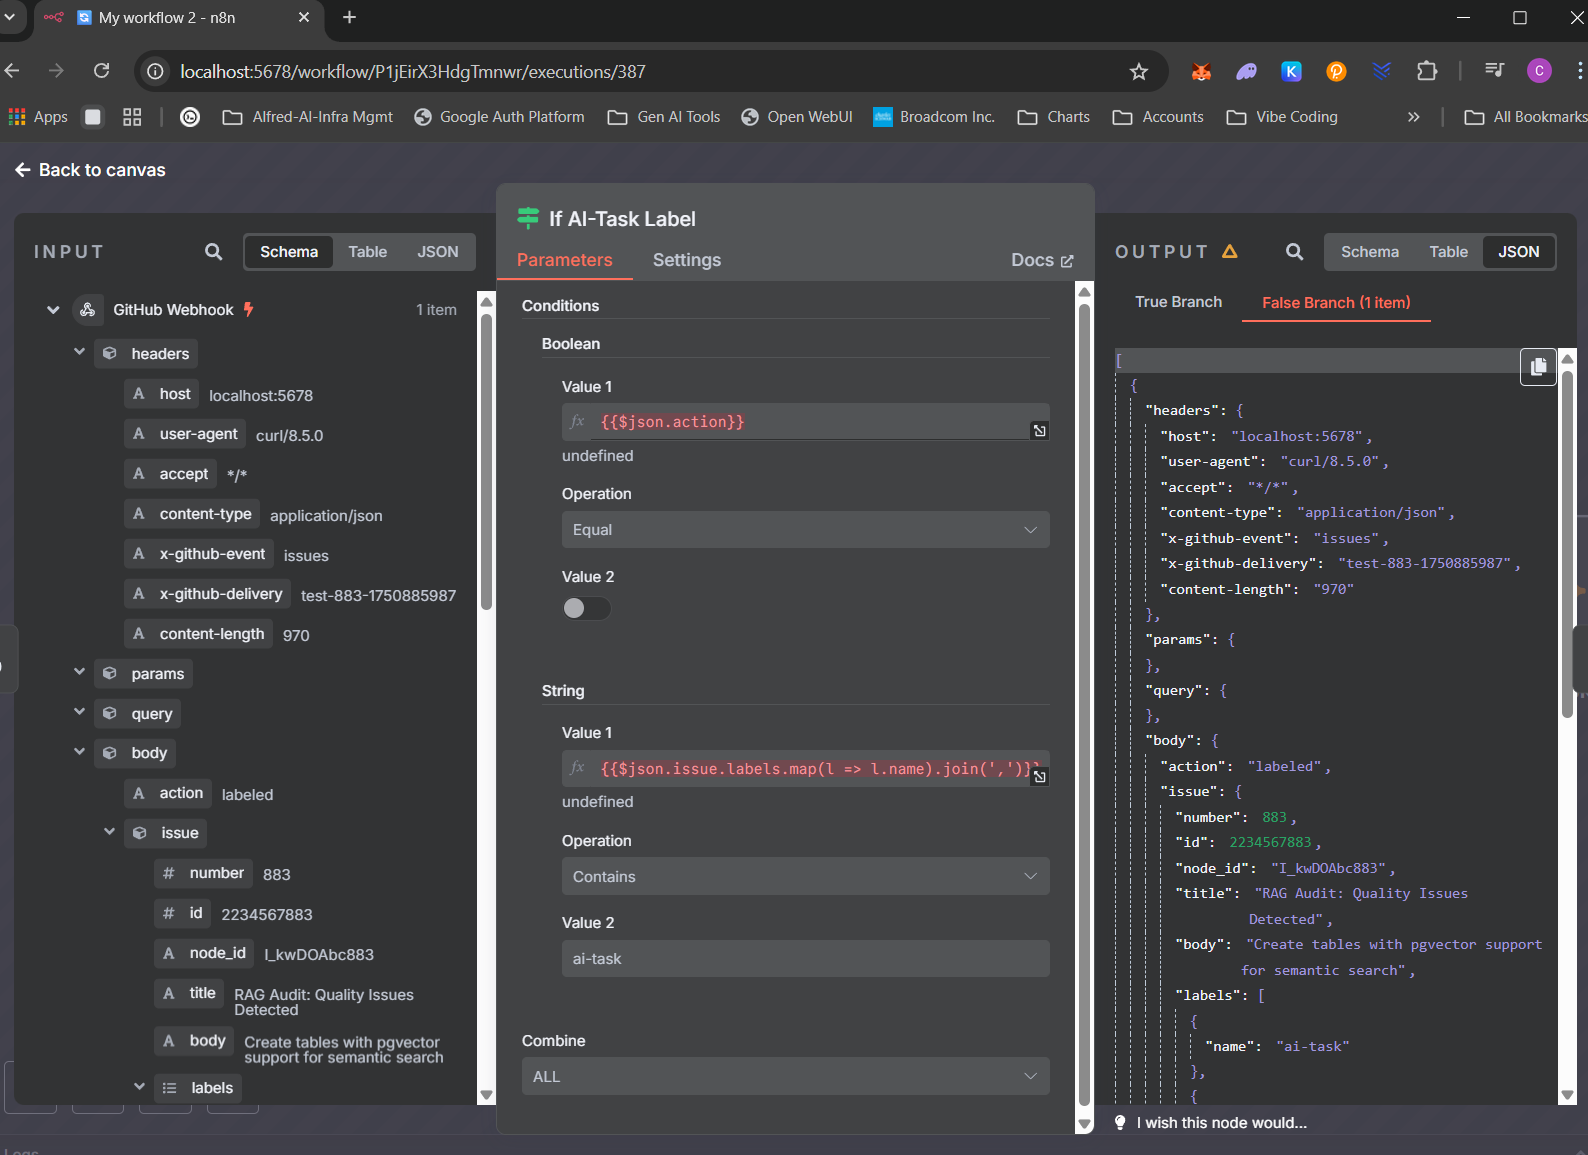 My workflow 2 - n8n
localhost:5678/workflow/P1jEirX3HdgTmnwr/executions/387
K
C
Apps
Alfred-AI-Infra Mgmt
Google Auth Platform
Gen AI Tools
Open WebUI
Broadcom Inc.
Charts
Accounts
Vibe Coding
»
All Bookmarks
Back to canvas
INPUT
Schema
Table
JSON
GitHub Webhook
1 item
headers
A host localhost:5678
A user-agent curl/8.5.0
A accept */*
A content-type application/json
A x-github-event issues
A x-github-delivery test-883-1750885987
A content-length 970
params
query
body
A action labeled
issue
# number 883
# id 2234567883
A node_id I_kwDOAbc883
A title RAG Audit: Quality Issues
Detected
A body Create tables with pgvector
support for semantic search
labels
If AI-Task Label
Parameters
Settings
Docs
Conditions
Boolean
Value 1
fx {{$json.action}}
undefined
Operation
Equal
Value 2
String
Value 1
fx {{$json.issue.labels.map(l => l.name).join(',')}}
undefined
Operation
Contains
Value 2
ai-task
Combine
ALL
OUTPUT
Schema
Table
JSON
True Branch
False Branch (1 item)
[
{
"headers": {
"host": "localhost:5678",
"user-agent": "curl/8.5.0",
"accept": "*/*",
"content-type": "application/json",
"x-github-event": "issues",
"x-github-delivery": "test-883-1750885987",
"content-length": "970"
},
"params": {
},
"query": {
},
"body": {
"action": "labeled",
"issue": {
"number": 883,
"id": 2234567883,
"node_id": "I_kwDOAbc883",
"title": "RAG Audit: Quality Issues
Detected",
"body": "Create tables with pgvector support
for semantic search",
"labels": [
{
"name": "ai-task"
},
{
I wish this node would...